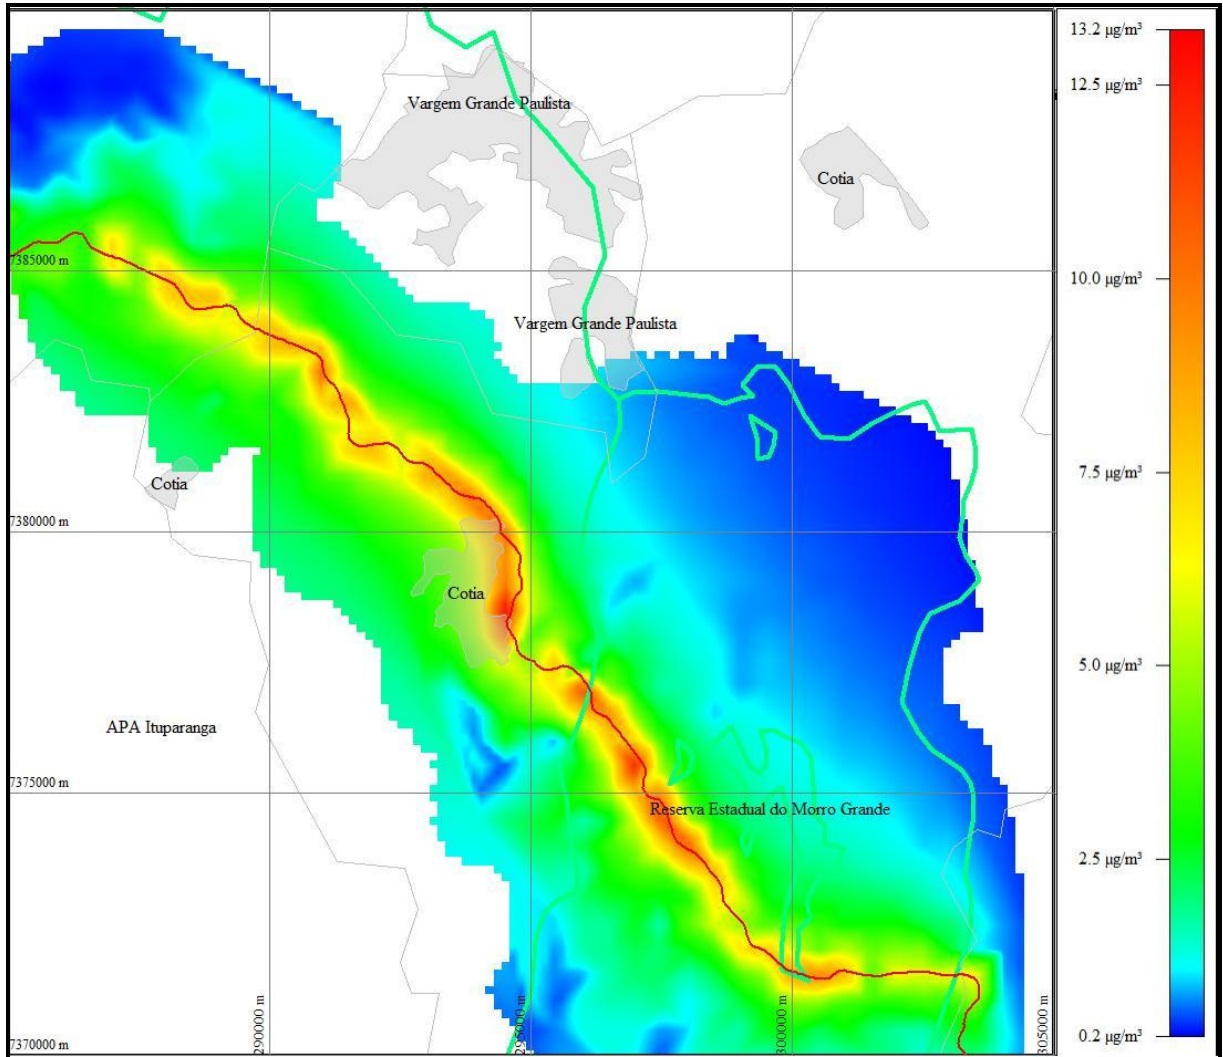 13.2 µg/m³
12.5 µg/m³
Vargem Grande Paulista
Cotia
7385000 m
10.0 µg/m³
Vargem Grande Paulista
7.5 µg/m³
Cotia
7380000 m
Cotia
5.0 µg/m³
APA Ituparanga
7375000 m
Reserva Estadual do Morro Grande
2.5 µg/m³
290000 m
295000 m
300000 m
305000 m
7370000 m
0.2 µg/m³